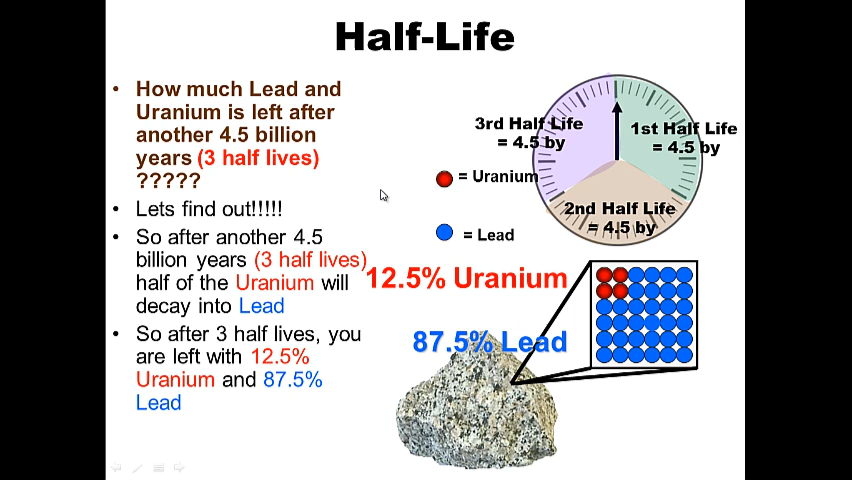 Half-Life
• How much Lead and
Uranium is left after
another 4.5 billion
years (3 half lives)
?????
• Lets find out!!!!!
• So after another 4.5
billion years (3 half lives)
half of the Uranium will
decay into Lead
• So after 3 half lives, you
are left with 12.5%
Uranium and 87.5%
Lead
3rd Half Life
= 4.5 by
1st Half Life
= 4.5 by
2nd Half Life
= 4.5 by
= Uranium
= Lead
12.5% Uranium
87.5% Lead